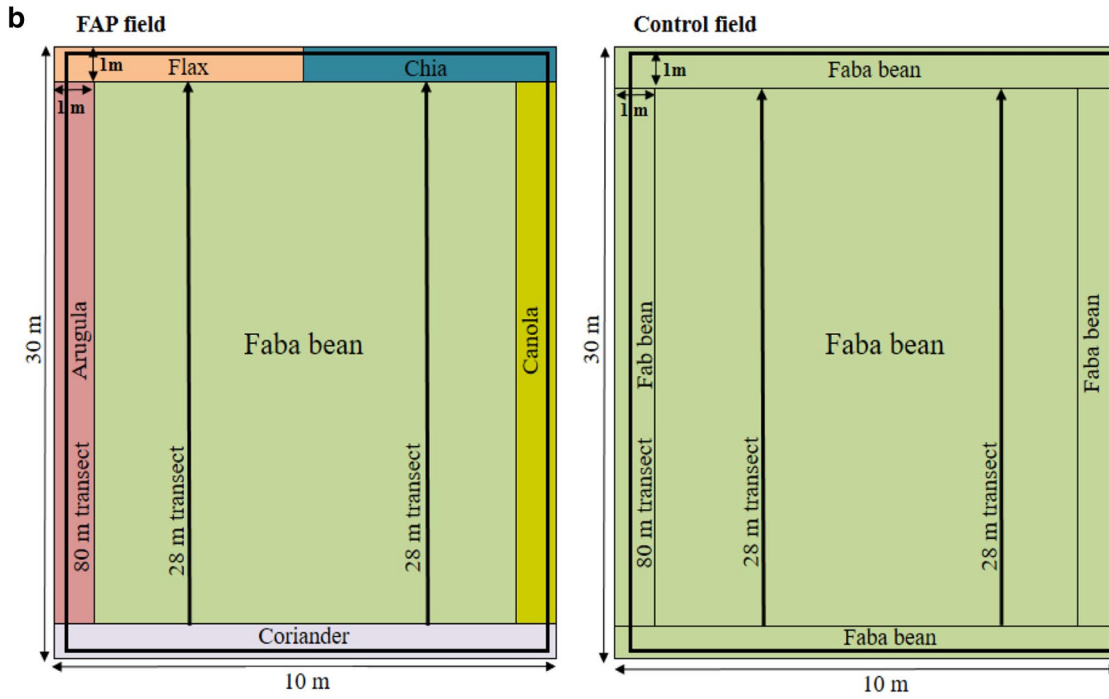 b
FAP field
1m
Flax
Chia
1 m
Arugula
80 m transect
28 m transect
Faba bean
28 m transect
Canola
Coriander
30 m
10 m
Control field
1m
Faba bean
1 m
Fab bean
80 m transect
28 m transect
Faba bean
28 m transect
Faba bean
Faba bean
30 m
10 m